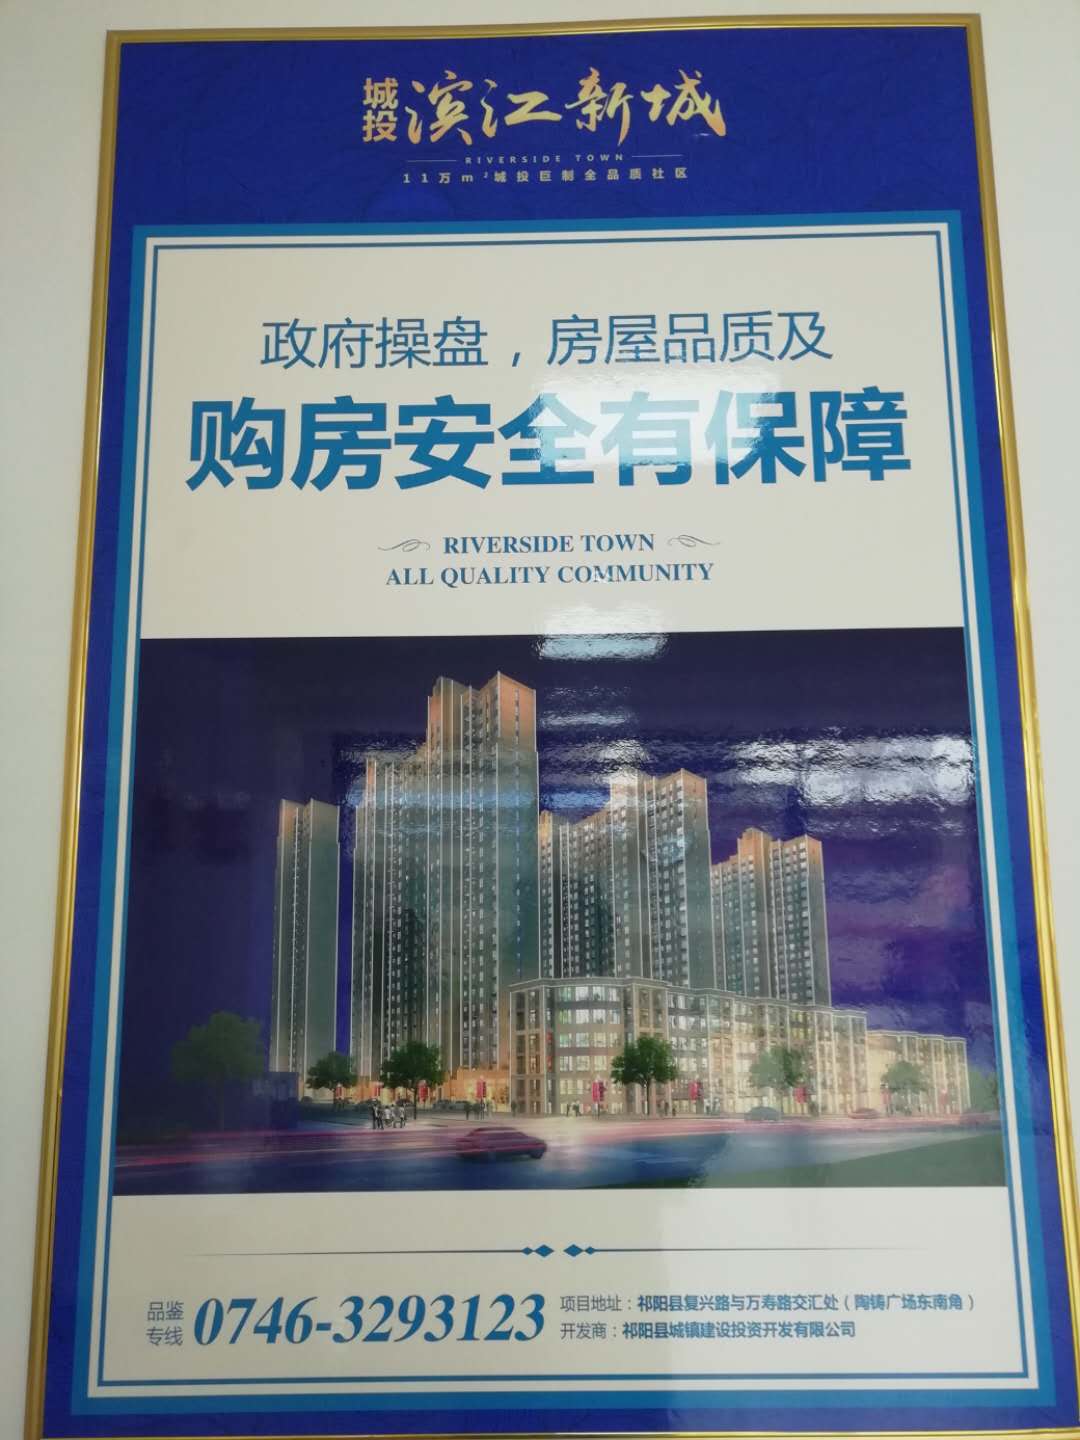 城投 滨江新城
RIVERSIDE TOWN
11万m²城投巨制全品质社区
政府操盘，房屋品质及
购房安全有保障
RIVERSIDE TOWN
ALL QUALITY COMMUNITY
品鉴专线 0746-3293123
项目地址：祁阳县复兴路与万寿路交汇处（陶铸广场东南角）
开发商：祁阳县城镇建设投资开发有限公司